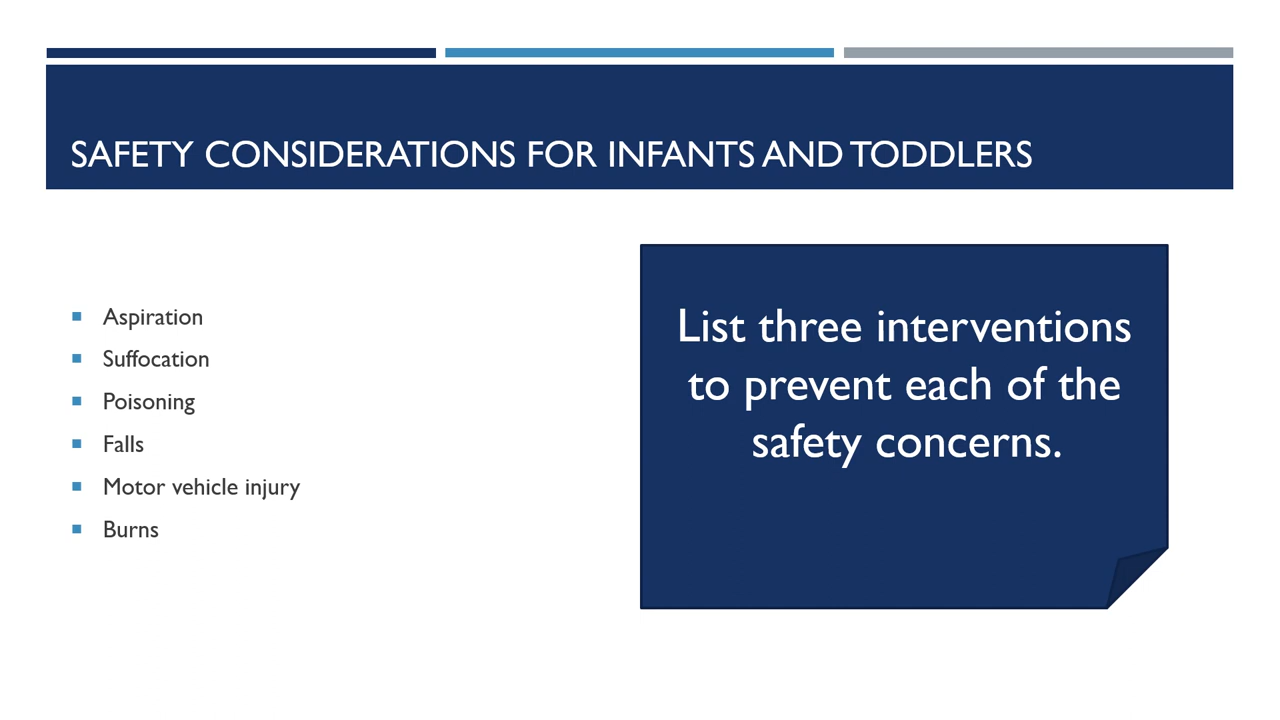 SAFETY CONSIDERATIONS FOR INFANTS AND TODDLERS
Aspiration
Suffocation
Poisoning
Falls
Motor vehicle injury
Burns
List three interventions
to prevent each of the
safety concerns.